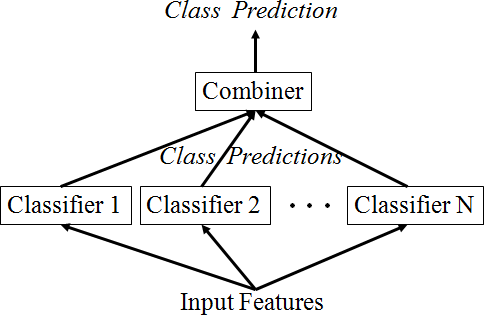 Class Prediction
Combiner
Class Predictions
Classifier 1
Classifier 2
· · ·
Classifier N
Input Features